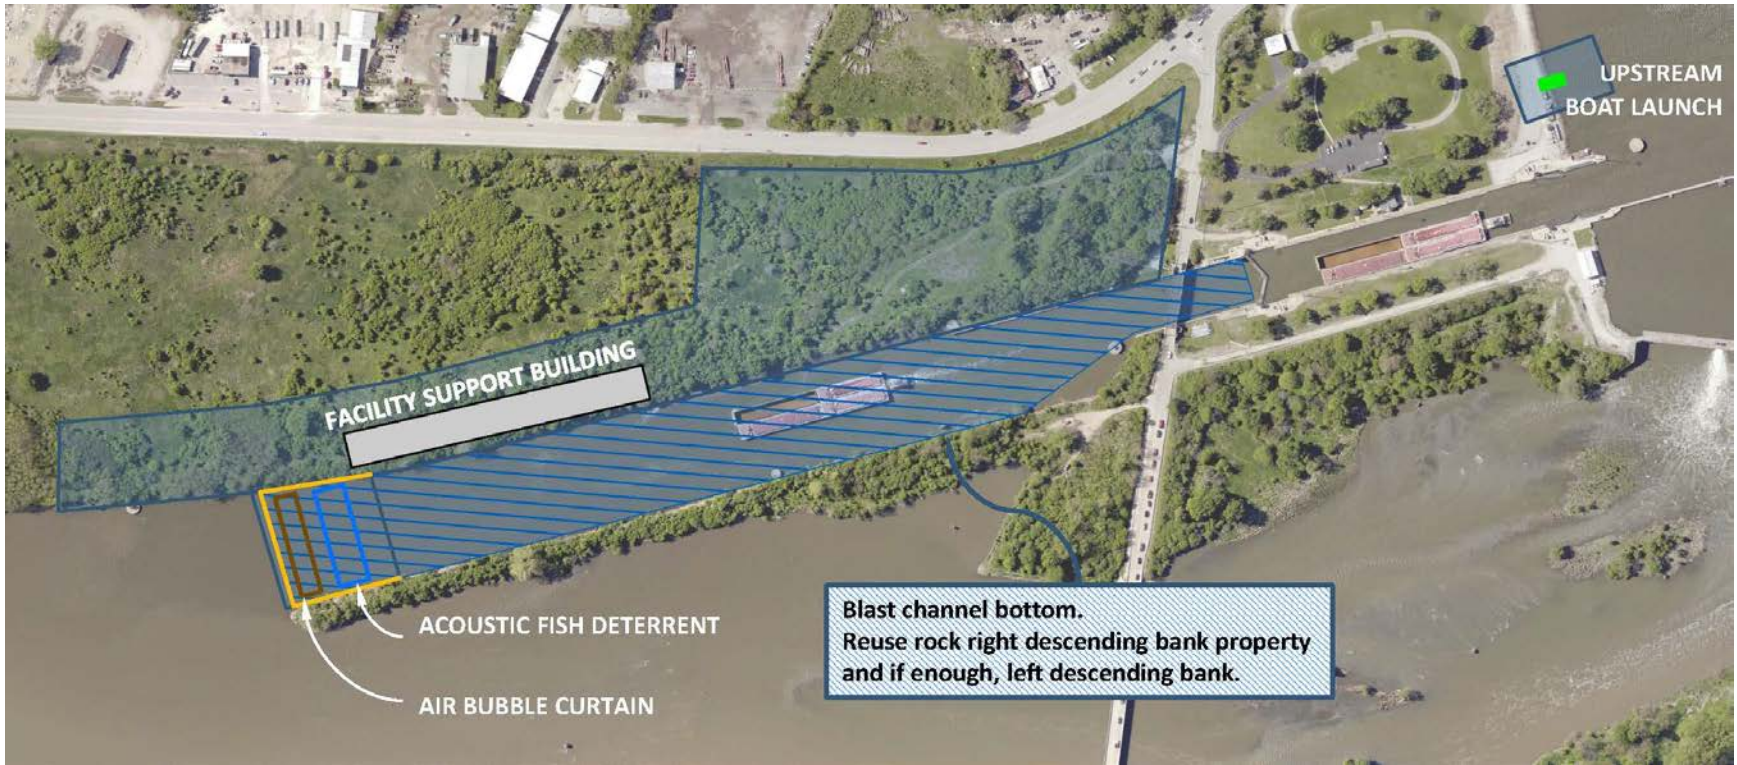 UPSTREAM
BOAT LAUNCH
FACILITY SUPPORT BUILDING
Blast channel bottom.
Reuse rock right descending bank property
and if enough, left descending bank.
ACOUSTIC FISH DETERRENT
AIR BUBBLE CURTAIN